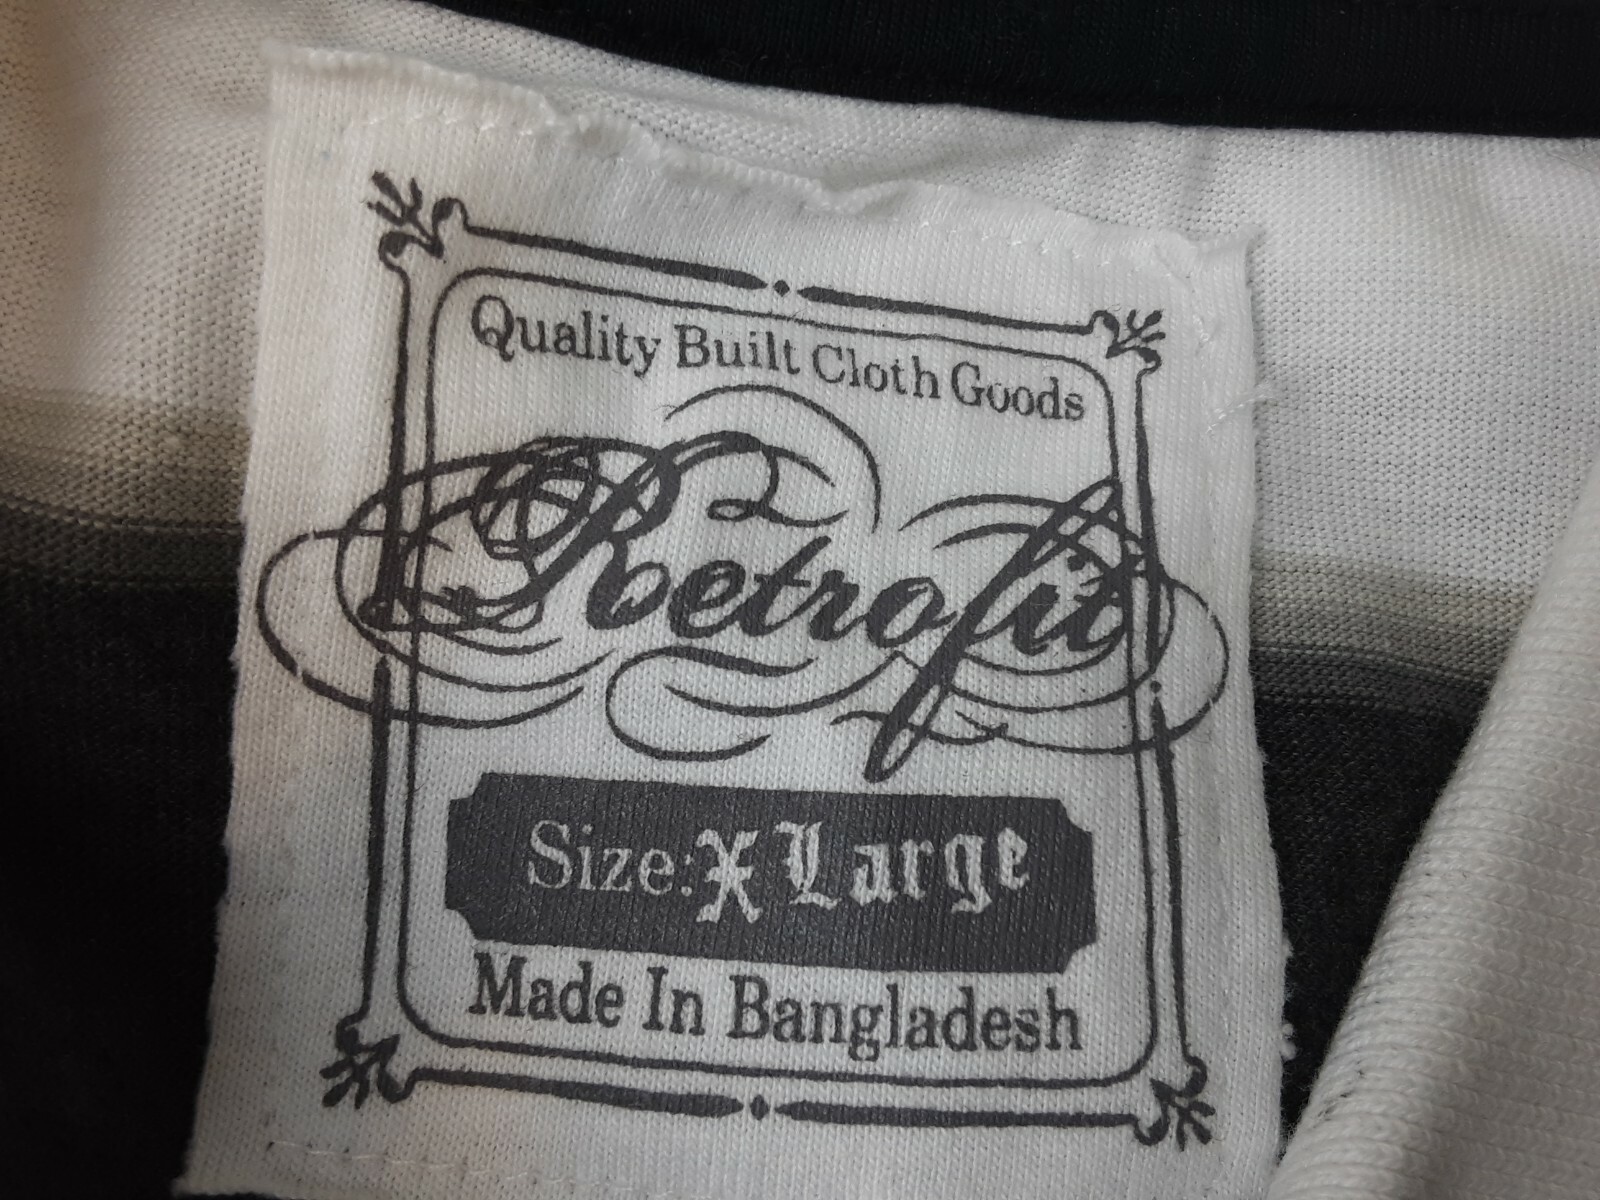 Quality Built Cloth Goods
Retrofit
Size: X Large
Made In Bangladesh